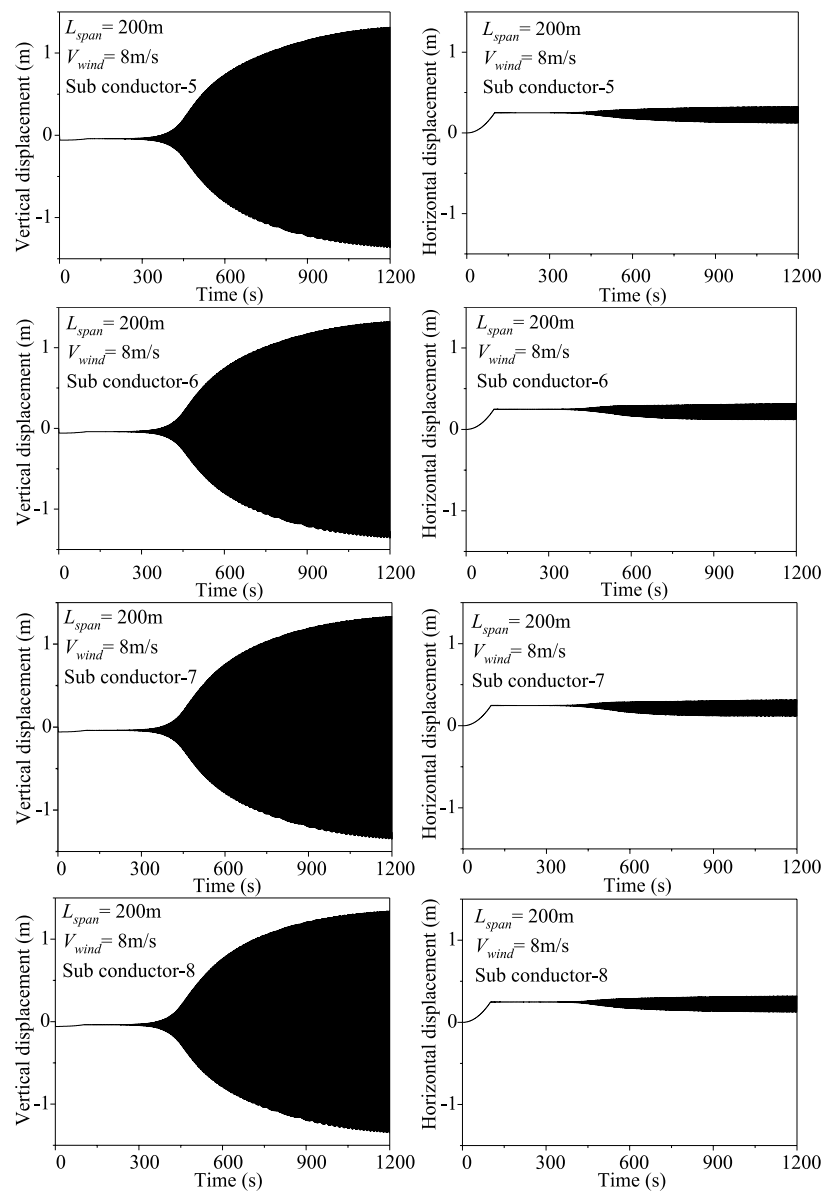 L_span= 200m
V_wind= 8m/s
Sub conductor-5
Vertical displacement (m)
1
0
-1
0 300 600 900 1200
Time (s)
L_span= 200m
V_wind= 8m/s
Sub conductor-5
Horizontal displacement (m)
1
0
-1
0 300 600 900 1200
Time (s)
L_span= 200m
V_wind= 8m/s
Sub conductor-6
Vertical displacement (m)
1
0
-1
0 300 600 900 1200
Time (s)
L_span= 200m
V_wind= 8m/s
Sub conductor-6
Horizontal displacement (m)
1
0
-1
0 300 600 900 1200
Time (s)
L_span= 200m
V_wind= 8m/s
Sub conductor-7
Vertical displacement (m)
1
0
-1
0 300 600 900 1200
Time (s)
L_span= 200m
V_wind= 8m/s
Sub conductor-7
Horizontal displacement (m)
1
0
-1
0 300 600 900 1200
Time (s)
L_span= 200m
V_wind= 8m/s
Sub conductor-8
Vertical displacement (m)
1
0
-1
0 300 600 900 1200
Time (s)
L_span= 200m
V_wind= 8m/s
Sub conductor-8
Horizontal displacement (m)
1
0
-1
0 300 600 900 1200
Time (s)